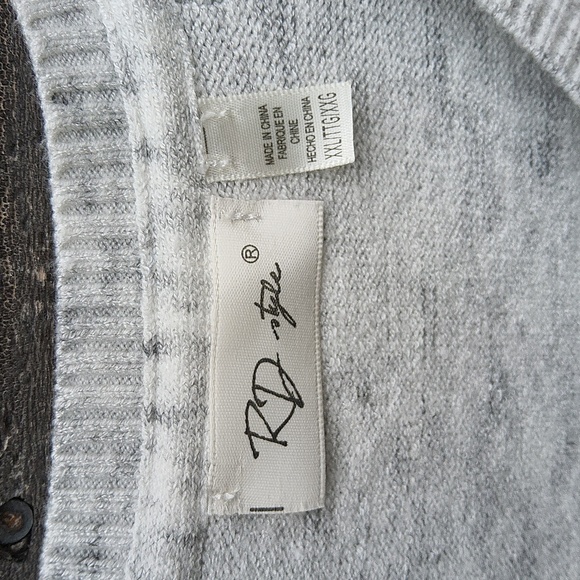 MADE IN CHINA
FABRIQUE EN
CHINE
HECHO EN CHINA
XXL/TTG/XXG
RD style®